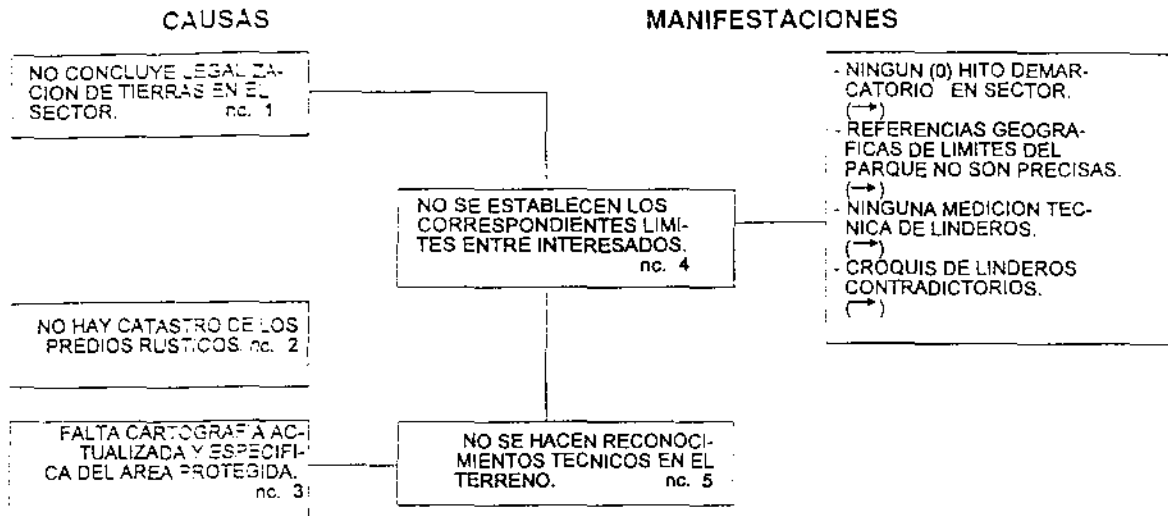 CAUSAS
MANIFESTACIONES
NO CONCLUYE LEGALIZA-
CION DE TIERRAS EN EL
SECTOR. nc. 1
- NINGUN (0) HITO DEMAR-
CATORIO EN SECTOR.
(→)
- REFERENCIAS GEOGRA-
FICAS DE LIMITES DEL
PARQUE NO SON PRECISAS.
(→)
- NINGUNA MEDICION TEC-
NICA DE LINDEROS.
(→)
- CROQUIS DE LINDEROS
CONTRADICTORIOS.
(→)
NO SE ESTABLECEN LOS
CORRESPONDIENTES LIMI-
TES ENTRE INTERESADOS.
nc. 4
NO HAY CATASTRO DE LOS
PREDIOS RUSTICOS. nc. 2
FALTA CARTOGRAFIA AC-
TUALIZADA Y ESPECIFI-
CA DEL AREA PROTEGIDA.
nc. 3
NO SE HACEN RECONOCI-
MIENTOS TECNICOS EN EL
TERRENO. nc. 5